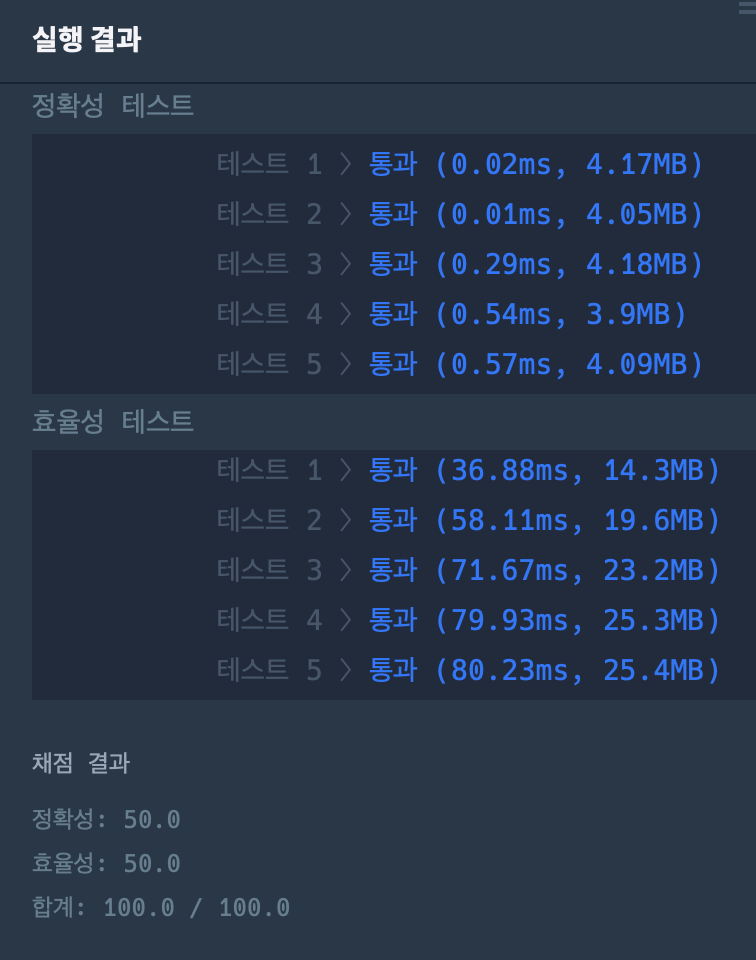 실행 결과
정확성 테스트
테스트 1 〉 통과 (0.02ms, 4.17MB)
테스트 2 〉 통과 (0.01ms, 4.05MB)
테스트 3 〉 통과 (0.29ms, 4.18MB)
테스트 4 〉 통과 (0.54ms, 3.9MB)
테스트 5 〉 통과 (0.57ms, 4.09MB)
효율성 테스트
테스트 1 〉 통과 (36.88ms, 14.3MB)
테스트 2 〉 통과 (58.11ms, 19.6MB)
테스트 3 〉 통과 (71.67ms, 23.2MB)
테스트 4 〉 통과 (79.93ms, 25.3MB)
테스트 5 〉 통과 (80.23ms, 25.4MB)
채점 결과
정확성: 50.0
효율성: 50.0
합계: 100.0 / 100.0